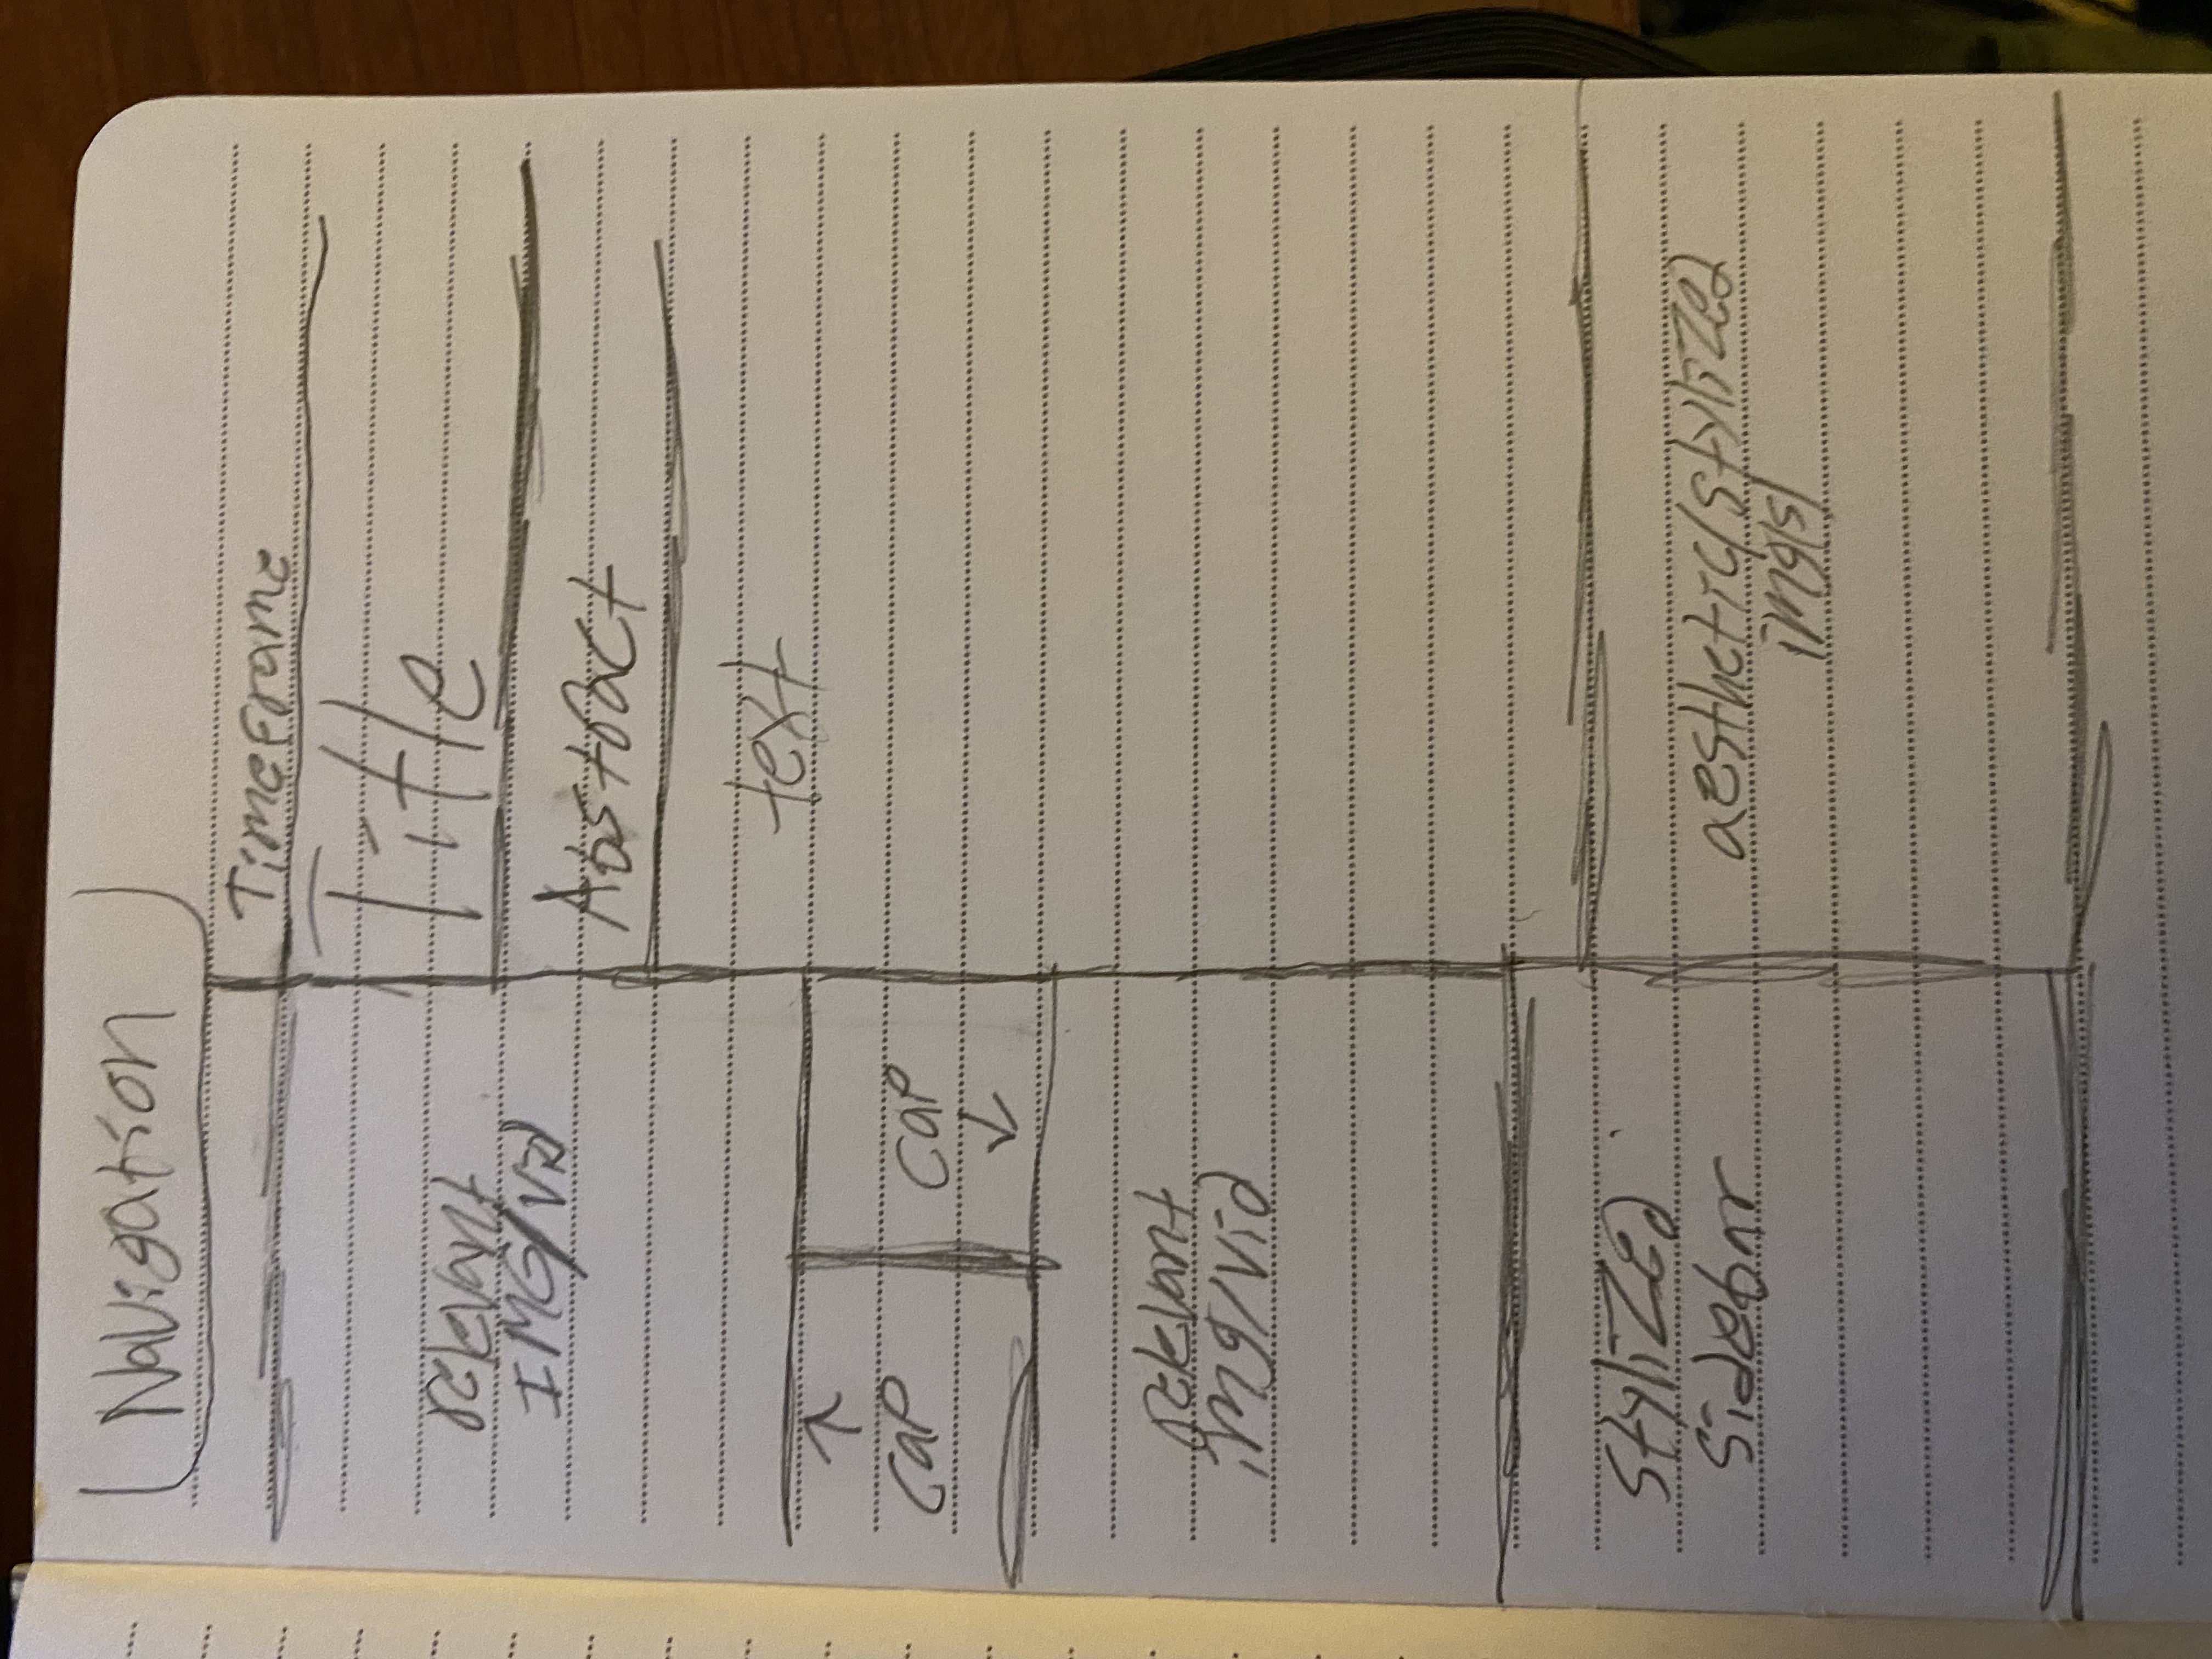 Navigation
Timeframe
Title
Abstract
text
relevant
IMG/Vid
↑
cap
cap
↓
relevant
img/vid
stylized
sidebar
aesthetic/stylized
img(s)